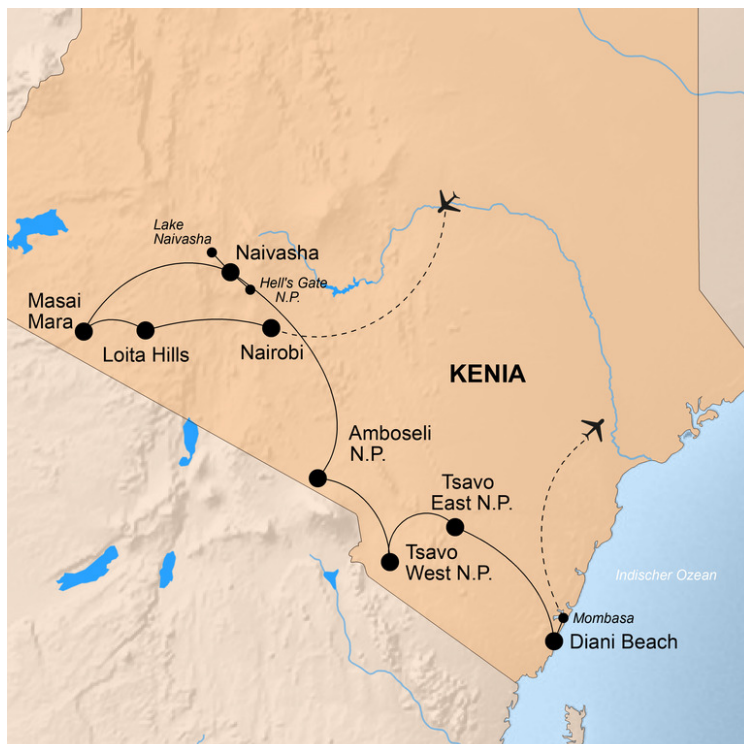 Lake
Naivasha
Naivasha
Hell's Gate
N.P.
Masai
Mara
Loita Hills
Nairobi
KENIA
Amboseli
N.P.
Tsavo
East N.P.
Tsavo
West N.P.
Indischer Ozean
Mombasa
Diani Beach